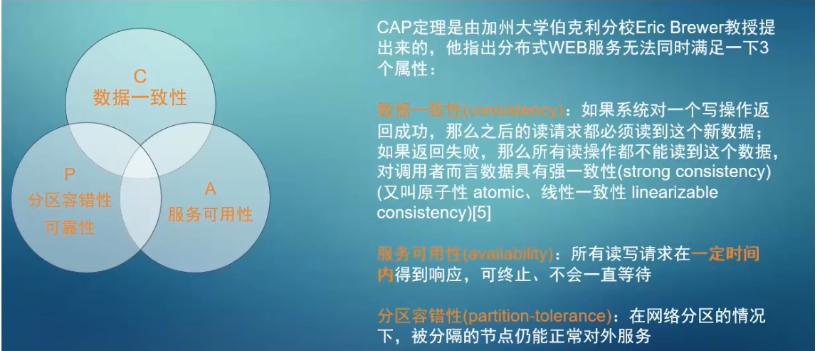 C
数据一致性
P
分区容错性
可靠性
A
服务可用性
CAP定理是由加州大学伯克利分校Eric Brewer教授提
出来的，他指出分布式WEB服务无法同时满足一下3
个属性：
数据一致性(consistency)：如果系统对一个写操作返
回成功，那么之后的读请求都必须读到这个新数据；
如果返回失败，那么所有读操作都不能读到这个数据，
对调用者而言数据具有强一致性(strong consistency)
(又叫原子性 atomic、线性一致性 linearizable
consistency)[5]
服务可用性(availability)：所有读写请求在一定时间
内得到响应，可终止、不会一直等待
分区容错性(partition-tolerance)：在网络分区的情况
下，被分隔的节点仍能正常对外服务